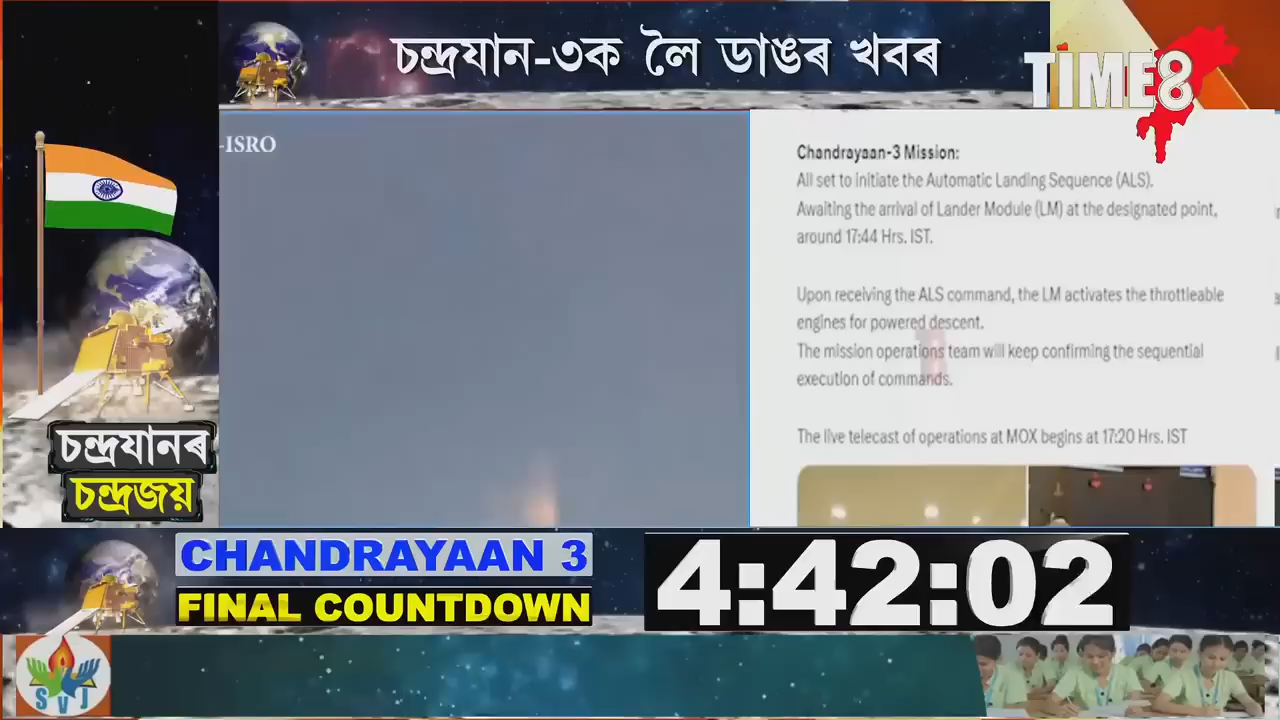 চন্দ্ৰযান-৩ক লৈ ডাঙৰ খবৰ
TIME8
-ISRO
Chandrayaan-3 Mission:
All set to initiate the Automatic Landing Sequence (ALS).
Awaiting the arrival of Lander Module (LM) at the designated point,
around 17:44 Hrs. IST.
Upon receiving the ALS command, the LM activates the throttleable
engines for powered descent.
The mission operations team will keep confirming the sequential
execution of commands.
The live telecast of operations at MOX begins at 17:20 Hrs. IST
চন্দ্ৰযানৰ
চন্দ্ৰজয়
CHANDRAYAAN 3
FINAL COUNTDOWN
4:42:02
SVJ